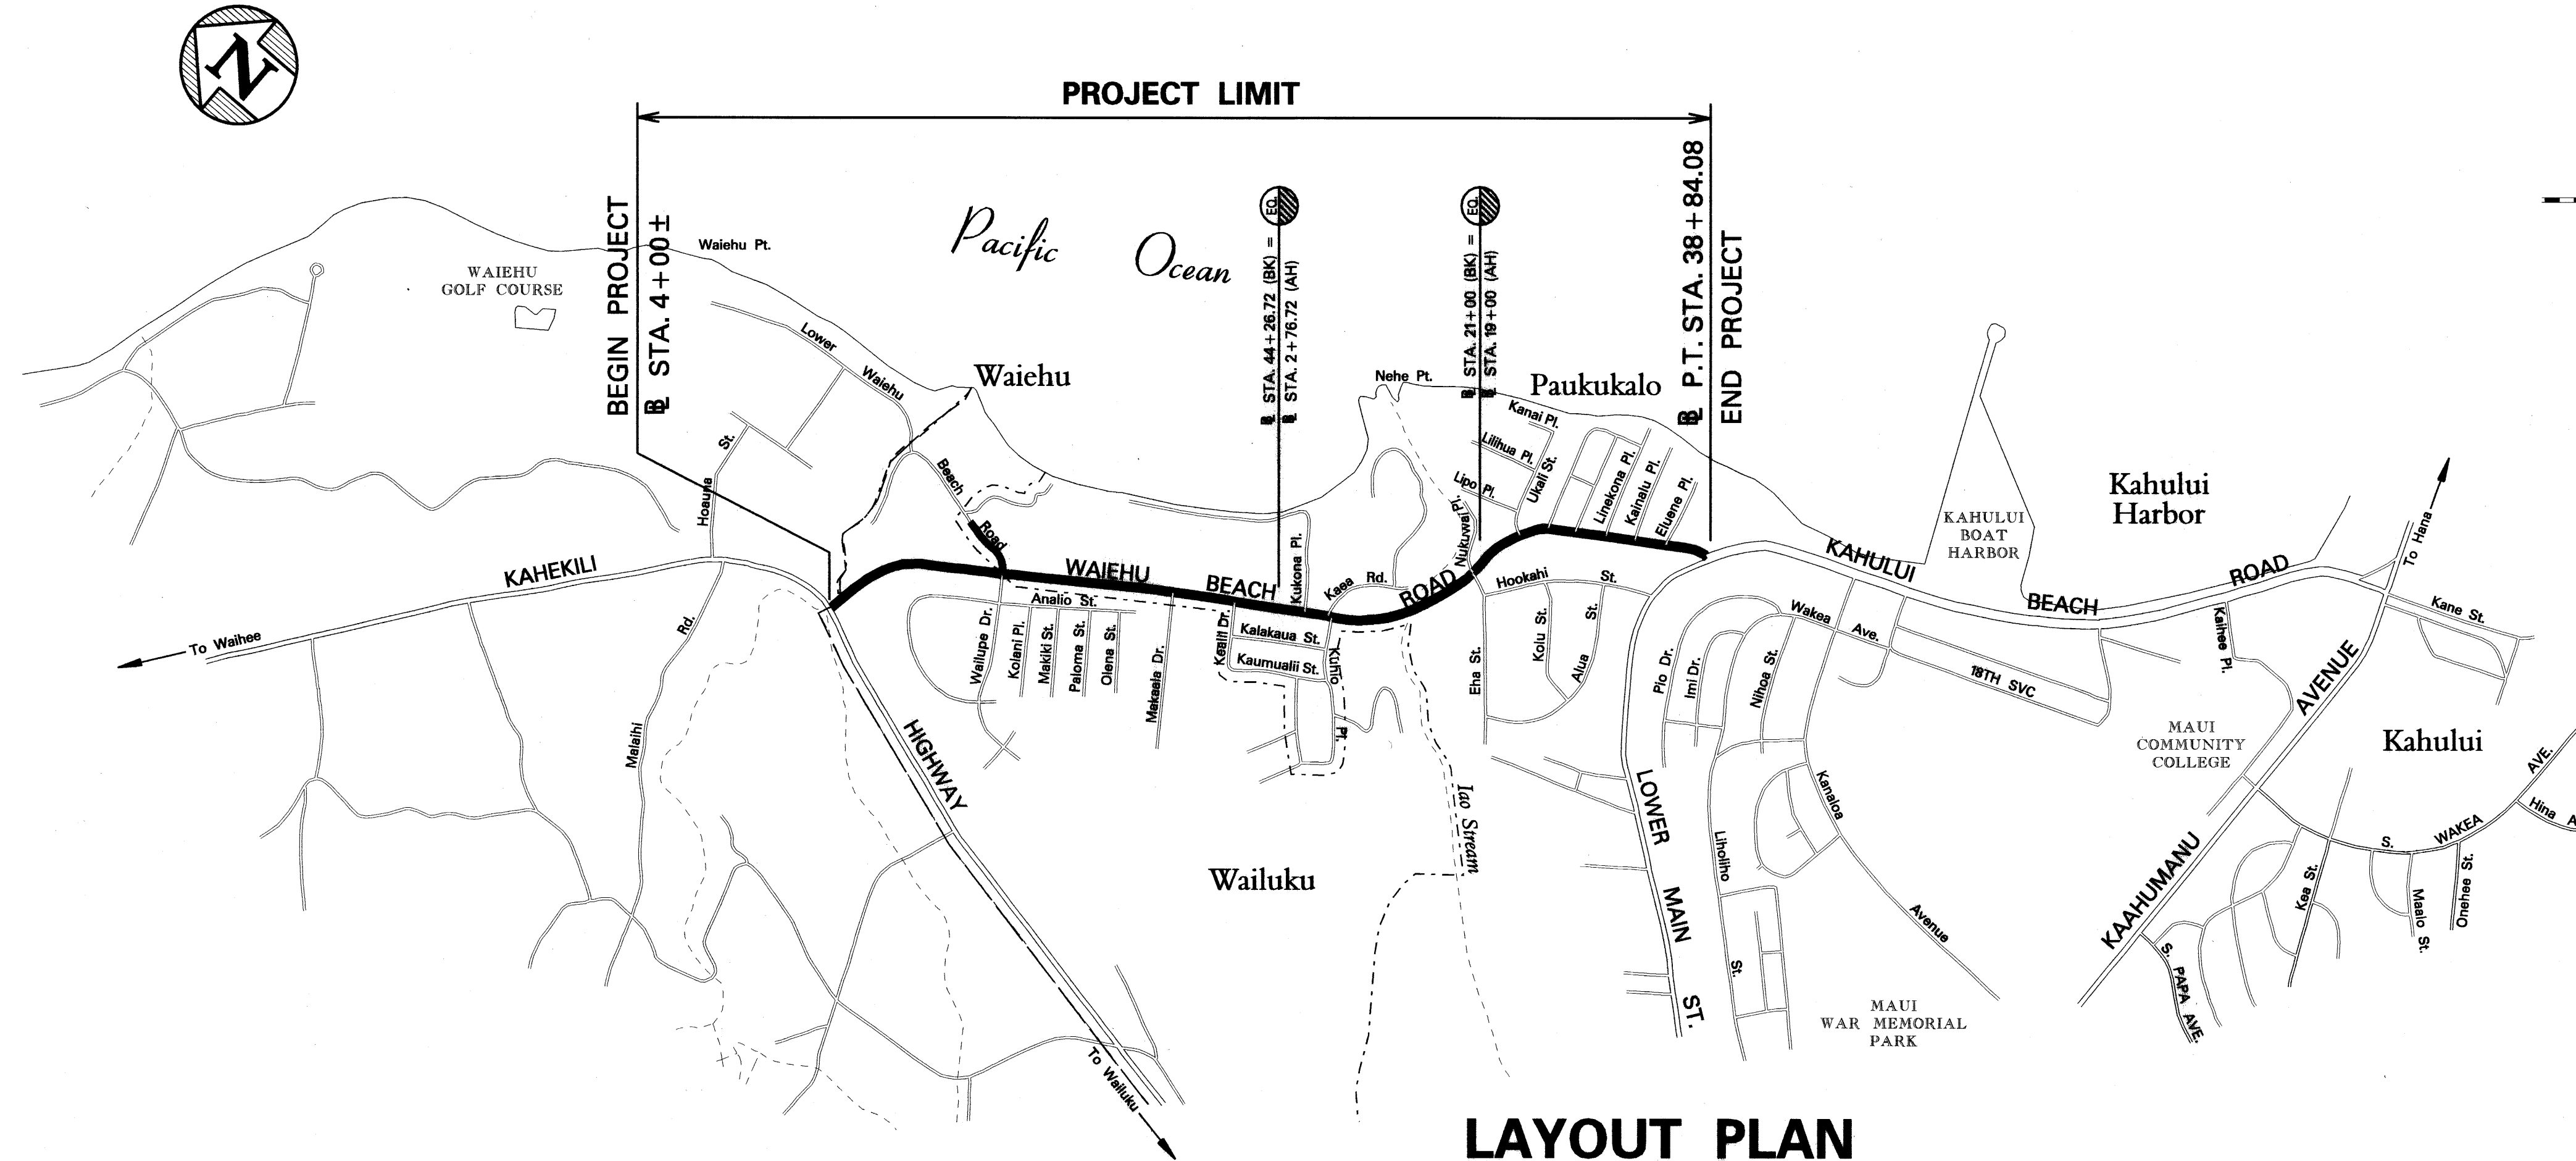 N
PROJECT LIMIT
BEGIN PROJECT
BL STA. 4+00±
EQ.
BL STA. 44+26.72 (BK) =
BL STA. 2+76.72 (AH)
EQ.
BL STA. 21+00 (BK) =
BL STA. 19+00 (AH)
BL P.T. STA. 38+84.08
END PROJECT
Pacific Ocean
Waiehu Pt.
WAIEHU
GOLF COURSE
Lower Waiehu Beach Road
Waiehu
Nehe Pt.
Paukukalo
Kanai Pl.
Lilihua Pl.
Lipo Pl.
Ukali St.
Linekona Pl.
Kainalu Pl.
Eluene Pl.
Nukuwai Pl.
Hoauna St.
KAHEKILI HIGHWAY
To Waihee
Malaihi Rd.
WAIEHU BEACH ROAD
Kukona Pl.
Kaea Rd.
Analio St.
Wailupe Dr.
Kolani Pl.
Makiki St.
Paloma St.
Olena St.
Makaala Dr.
Kealii Dr.
Kalakaua St.
Kaumualii St.
Kuhio Pl.
Hookahi St.
Eha St.
Kolu St.
Alua St.
Iao Stream
Wailuku
To Wailuku
LOWER MAIN ST.
Pio Dr.
Imi Dr.
Nihoa St.
Wakea Ave.
Kanaloa Avenue
Liholiho St.
18TH SVC
KAHULUI BEACH ROAD
KAHULUI
BOAT
HARBOR
Kahului
Harbor
To Hana
Kane St.
Kaihee Pl.
KAAHUMANU AVENUE
MAUI
COMMUNITY
COLLEGE
Kahului
S. WAKEA AVE.
Hina A
Kea St.
Maalo St.
Onehee St.
S. PAPA AVE.
MAUI
WAR MEMORIAL
PARK
LAYOUT PLAN